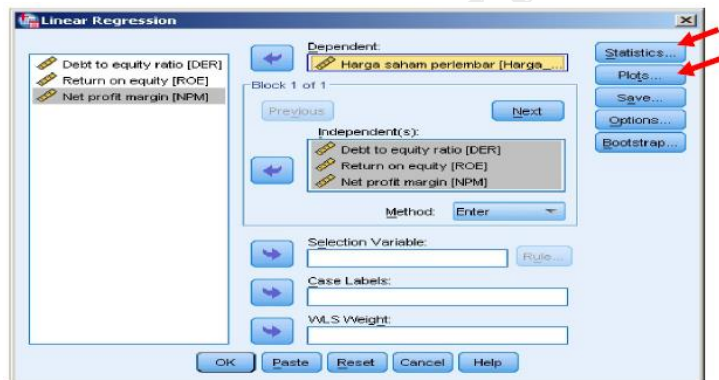 Linear Regression
Debt to equity ratio [DER]
Return on equity [ROE]
Net profit margin [NPM]
Dependent:
Harga saham perlembar [Harga_...
Block 1 of 1
Previous
Next
Independent(s):
Debt to equity ratio [DER]
Return on equity [ROE]
Net profit margin [NPM]
Method:
Enter
Selection Variable:
Rule...
Case Labels:
WLS Weight:
Statistics...
Plots...
Save...
Options...
Bootstrap...
OK
Paste
Reset
Cancel
Help